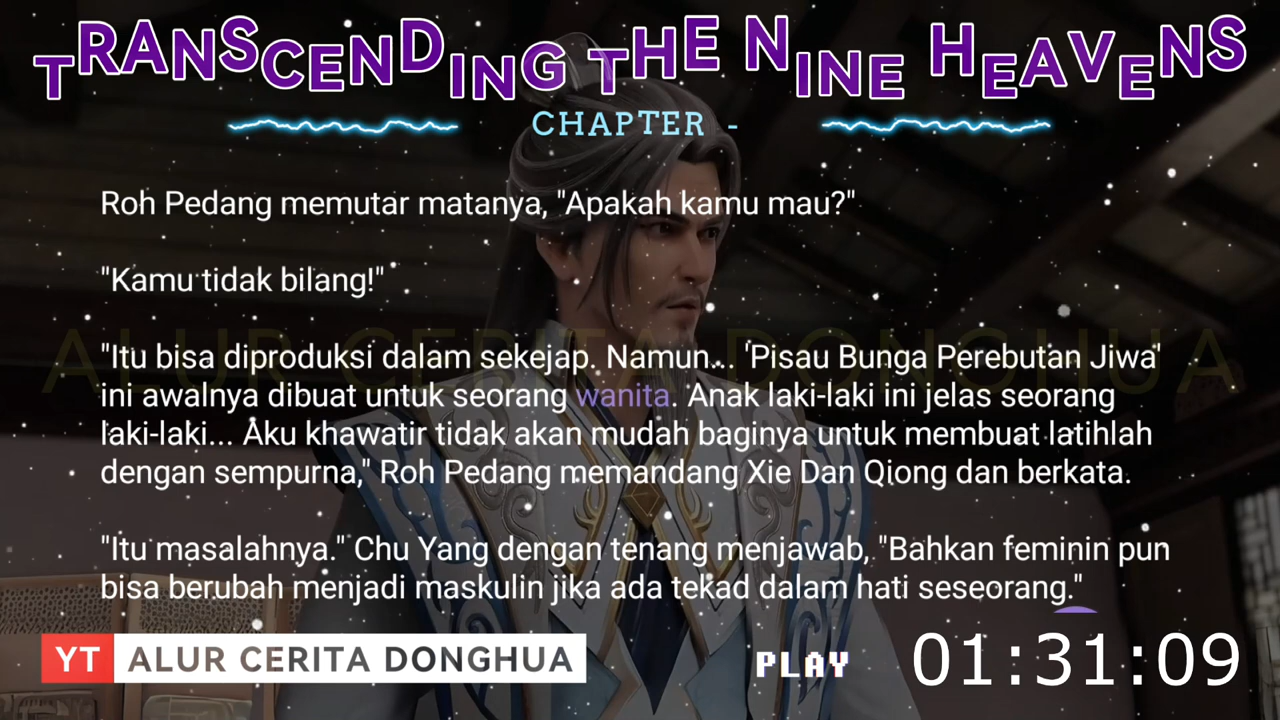 TRANSCENDING THE NINE HEAVENS
CHAPTER -
Roh Pedang memutar matanya, "Apakah kamu mau?"
"Kamu tidak bilang!"
"Itu bisa diproduksi dalam sekejap. Namun... 'Pisau Bunga Perebutan Jiwa'
ini awalnya dibuat untuk seorang wanita. Anak laki-laki ini jelas seorang
laki-laki... Aku khawatir tidak akan mudah baginya untuk membuat latihlah
dengan sempurna," Roh Pedang memandang Xie Dan Qiong dan berkata.
"Itu masalahnya." Chu Yang dengan tenang menjawab, "Bahkan feminin pun
bisa berubah menjadi maskulin jika ada tekad dalam hati seseorang."
ALUR CERITA DONGHUA
YT ALUR CERITA DONGHUA
PLAY 01:31:09